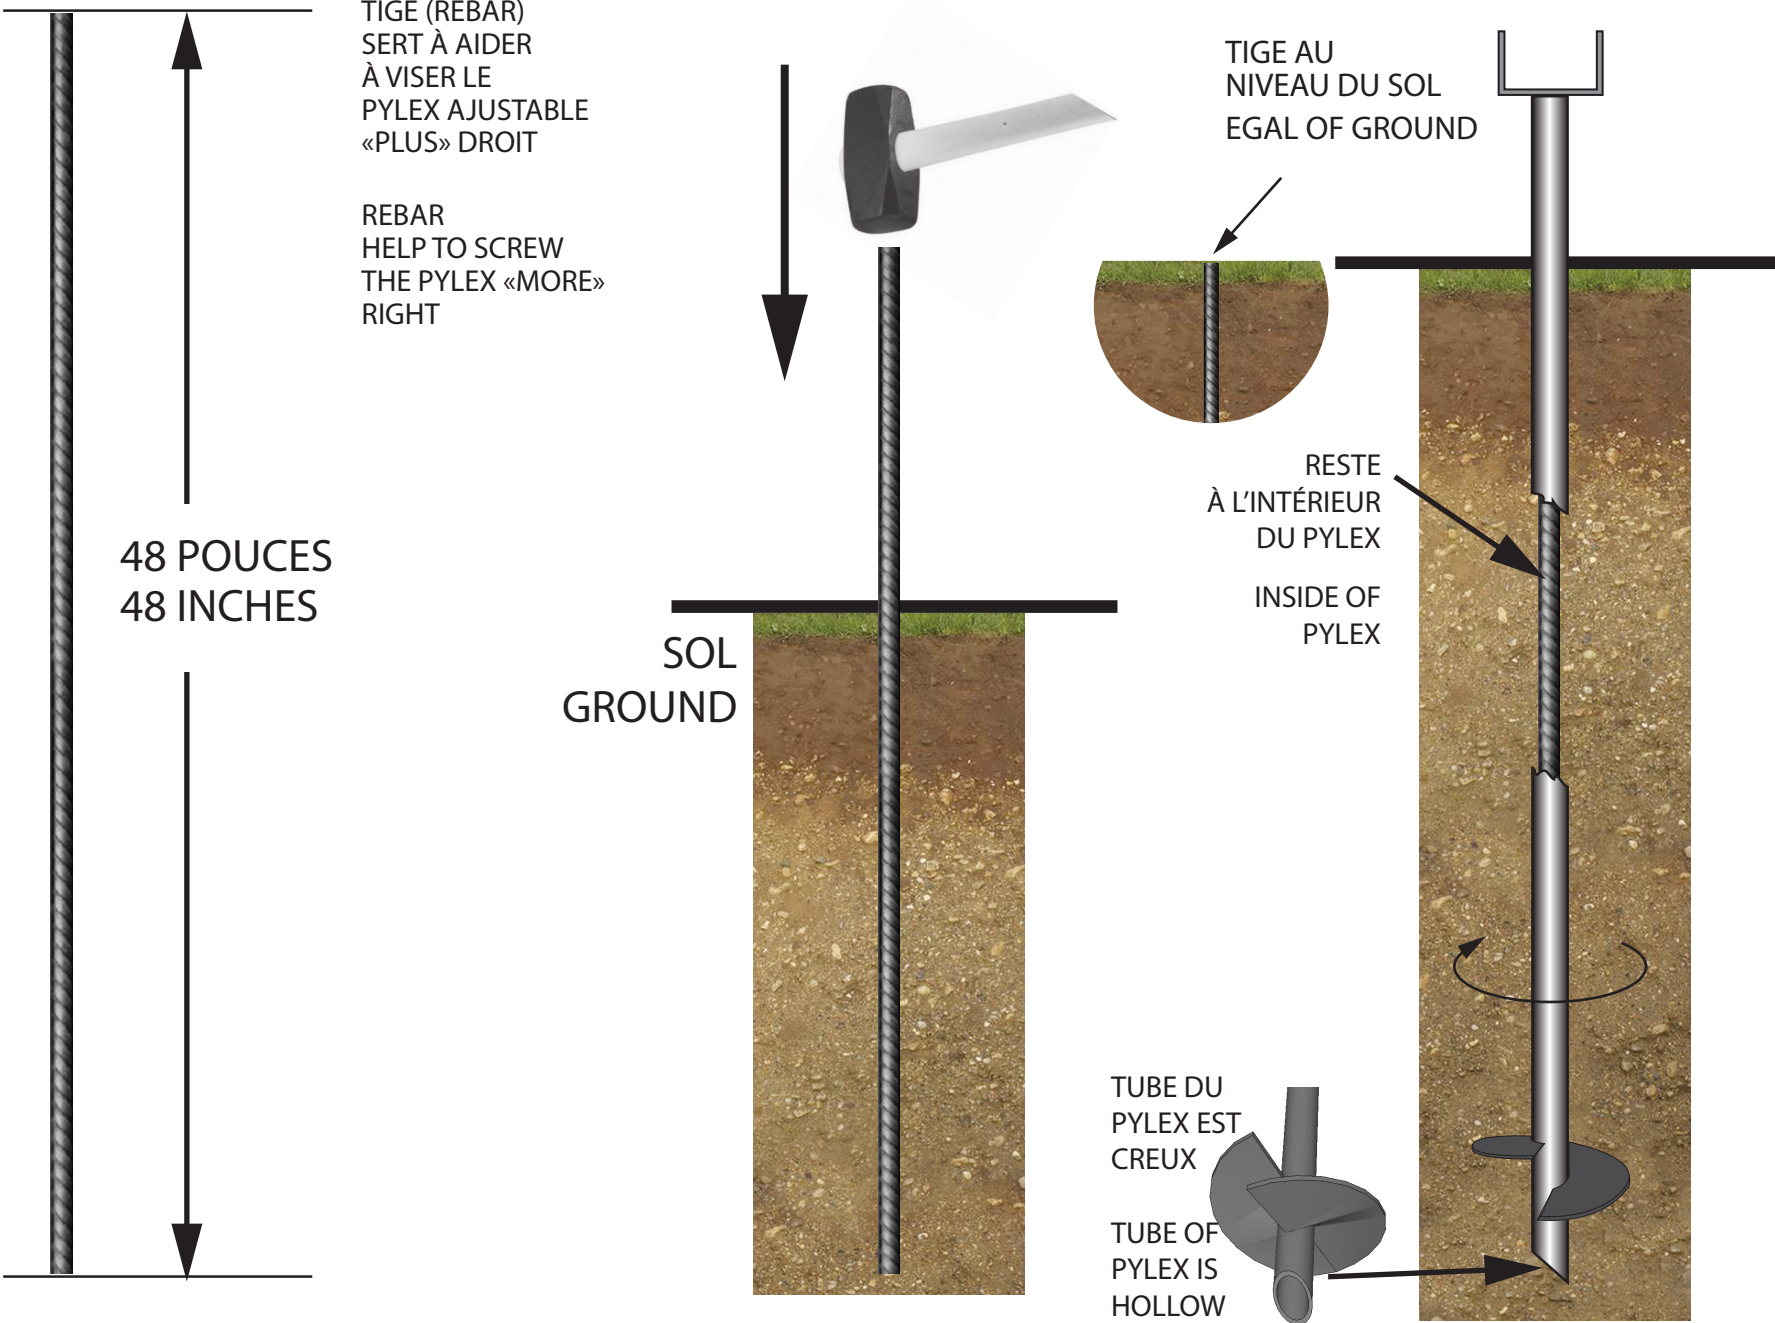 TIGE (REBAR)
SERT À AIDER
À VISER LE
PYLEX AJUSTABLE
«PLUS» DROIT
REBAR
HELP TO SCREW
THE PYLEX «MORE»
RIGHT
48 POUCES
48 INCHES
SOL
GROUND
TIGE AU
NIVEAU DU SOL
EGAL OF GROUND
RESTE
À L’INTÉRIEUR
DU PYLEX
INSIDE OF
PYLEX
TUBE DU
PYLEX EST
CREUX
TUBE OF
PYLEX IS
HOLLOW